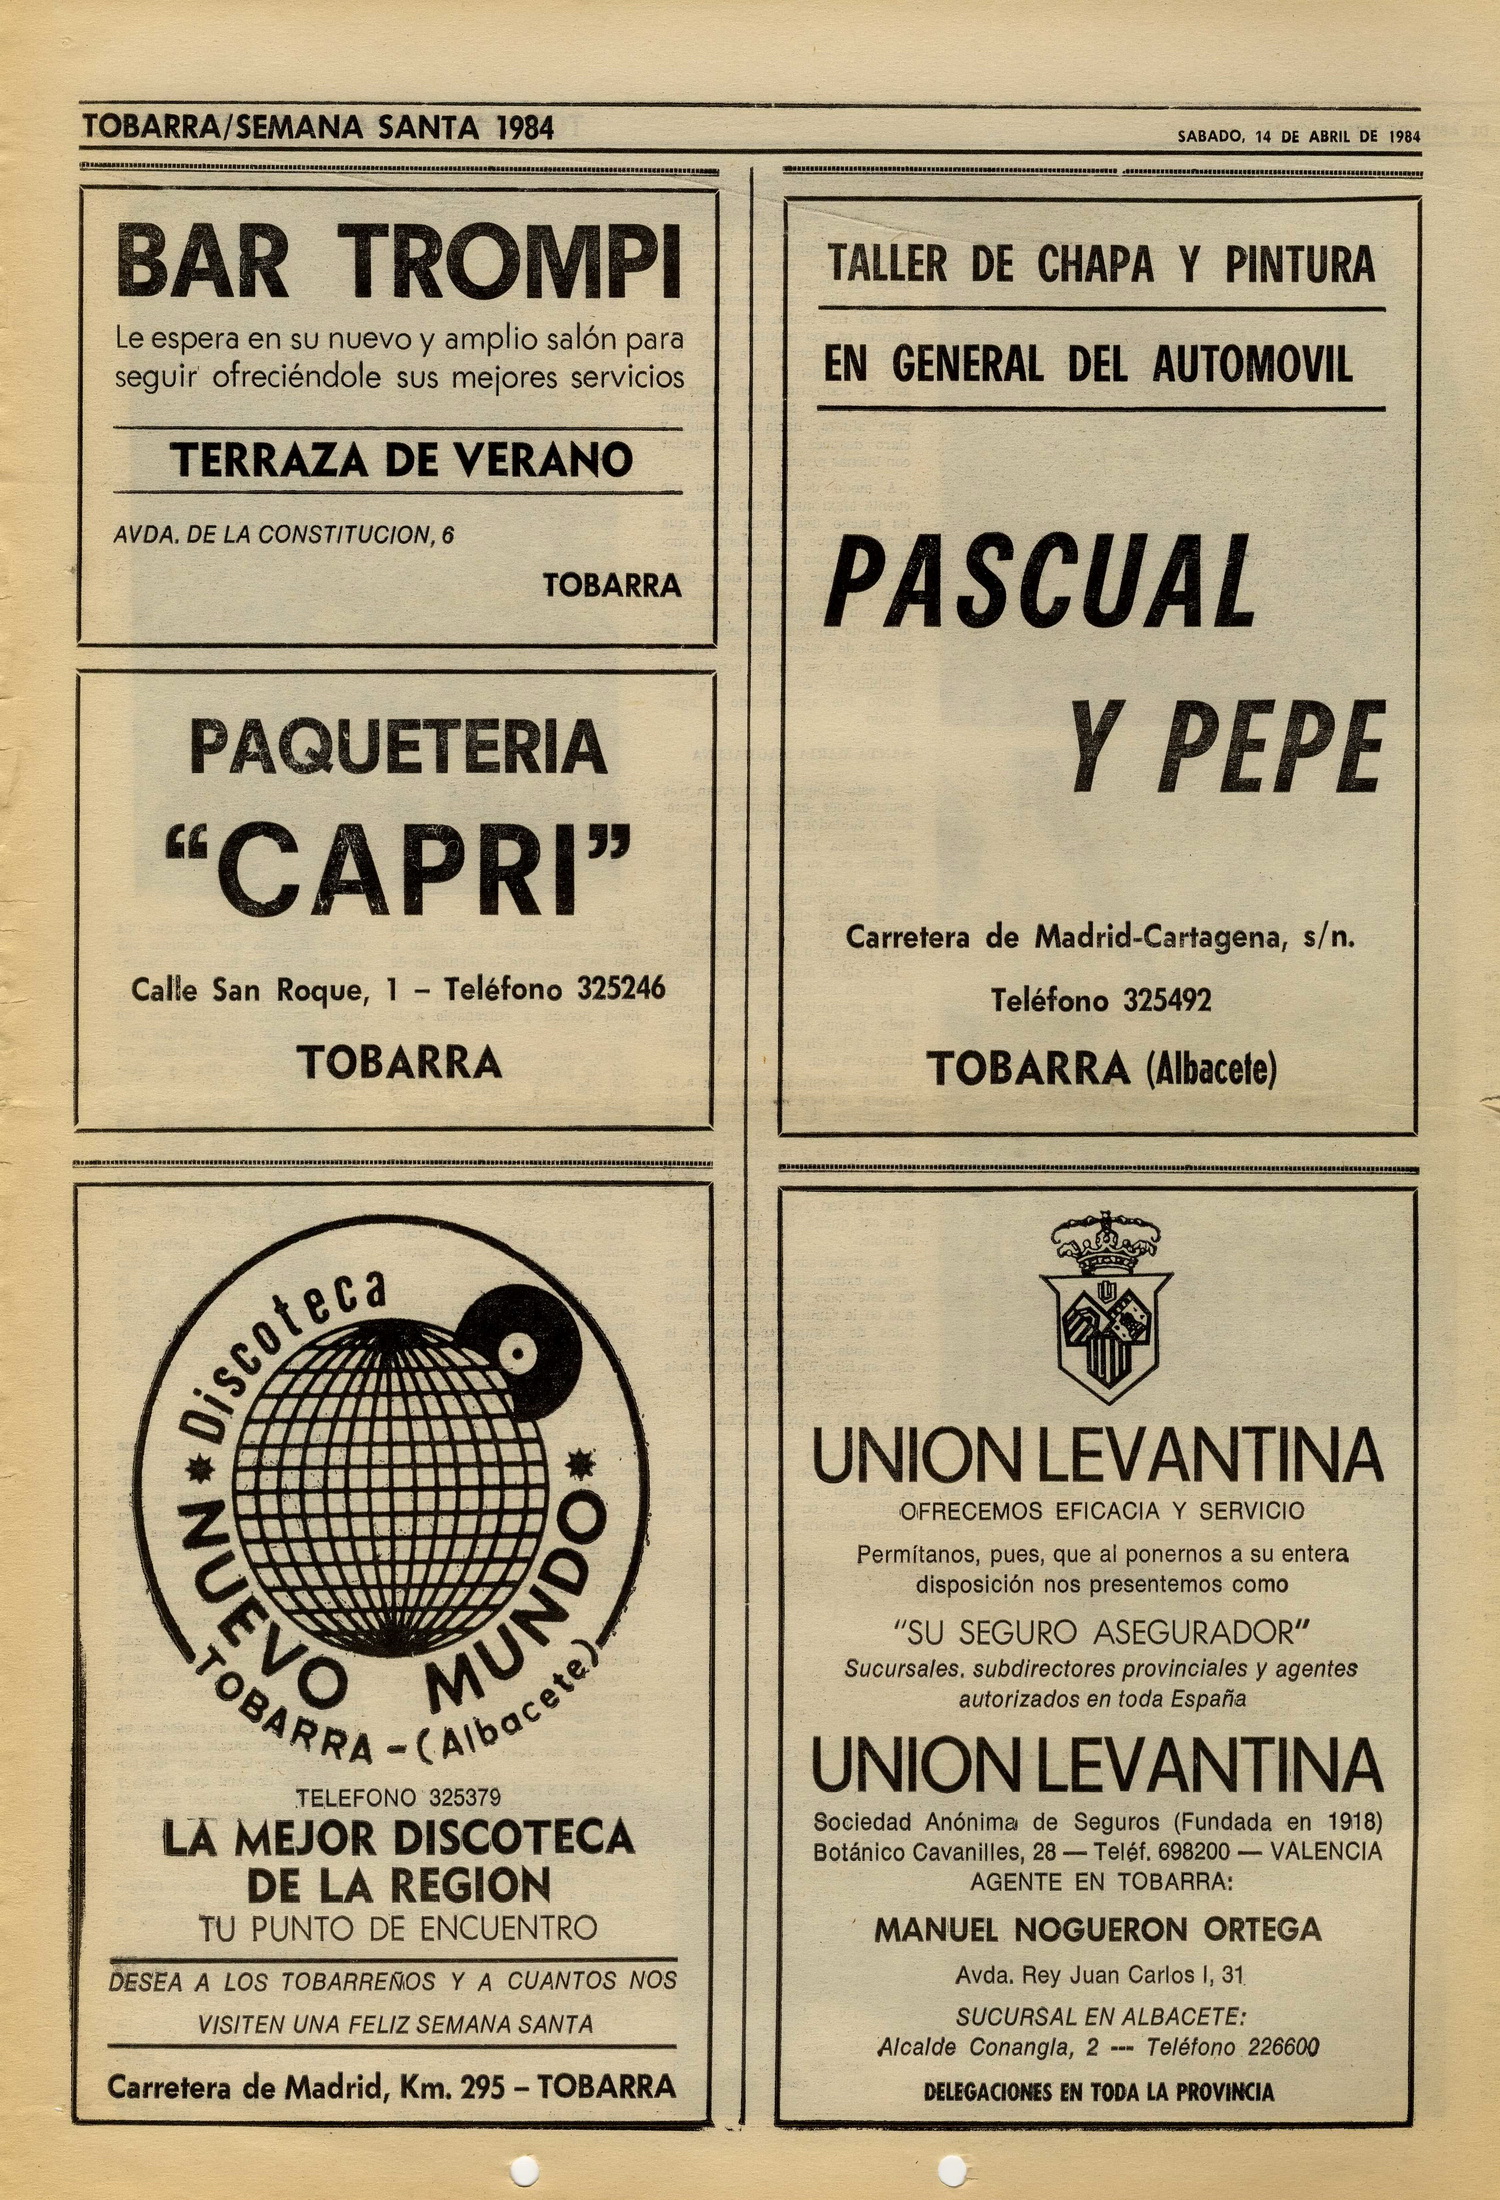 TOBARRA/SEMANA SANTA 1984
SABADO, 14 DE ABRIL DE 1984
BAR TROMPI
Le espera en su nuevo y amplio salón para
seguir ofreciéndole sus mejores servicios
TERRAZA DE VERANO
AVDA. DE LA CONSTITUCION, 6
TOBARRA
PAQUETERIA
“CAPRI”
Calle San Roque, 1 – Teléfono 325246
TOBARRA
Discoteca
NUEVO MUNDO
TOBARRA - (Albacete)
TELEFONO 325379
LA MEJOR DISCOTECA
DE LA REGION
TU PUNTO DE ENCUENTRO
DESEA A LOS TOBARREÑOS Y A CUANTOS NOS
VISITEN UNA FELIZ SEMANA SANTA
Carretera de Madrid, Km. 295 – TOBARRA
TALLER DE CHAPA Y PINTURA
EN GENERAL DEL AUTOMOVIL
PASCUAL
Y PEPE
Carretera de Madrid-Cartagena, s/n.
Teléfono 325492
TOBARRA (Albacete)
UNION LEVANTINA
OFRECEMOS EFICACIA Y SERVICIO
Permítanos, pues, que al ponernos a su entera
disposición nos presentemos como
“SU SEGURO ASEGURADOR”
Sucursales, subdirectores provinciales y agentes
autorizados en toda España
UNION LEVANTINA
Sociedad Anónima de Seguros (Fundada en 1918)
Botánico Cavanilles, 28 — Teléf. 698200 — VALENCIA
AGENTE EN TOBARRA:
MANUEL NOGUERON ORTEGA
Avda. Rey Juan Carlos I, 31
SUCURSAL EN ALBACETE:
Alcalde Conangla, 2 --- Teléfono 226600
DELEGACIONES EN TODA LA PROVINCIA